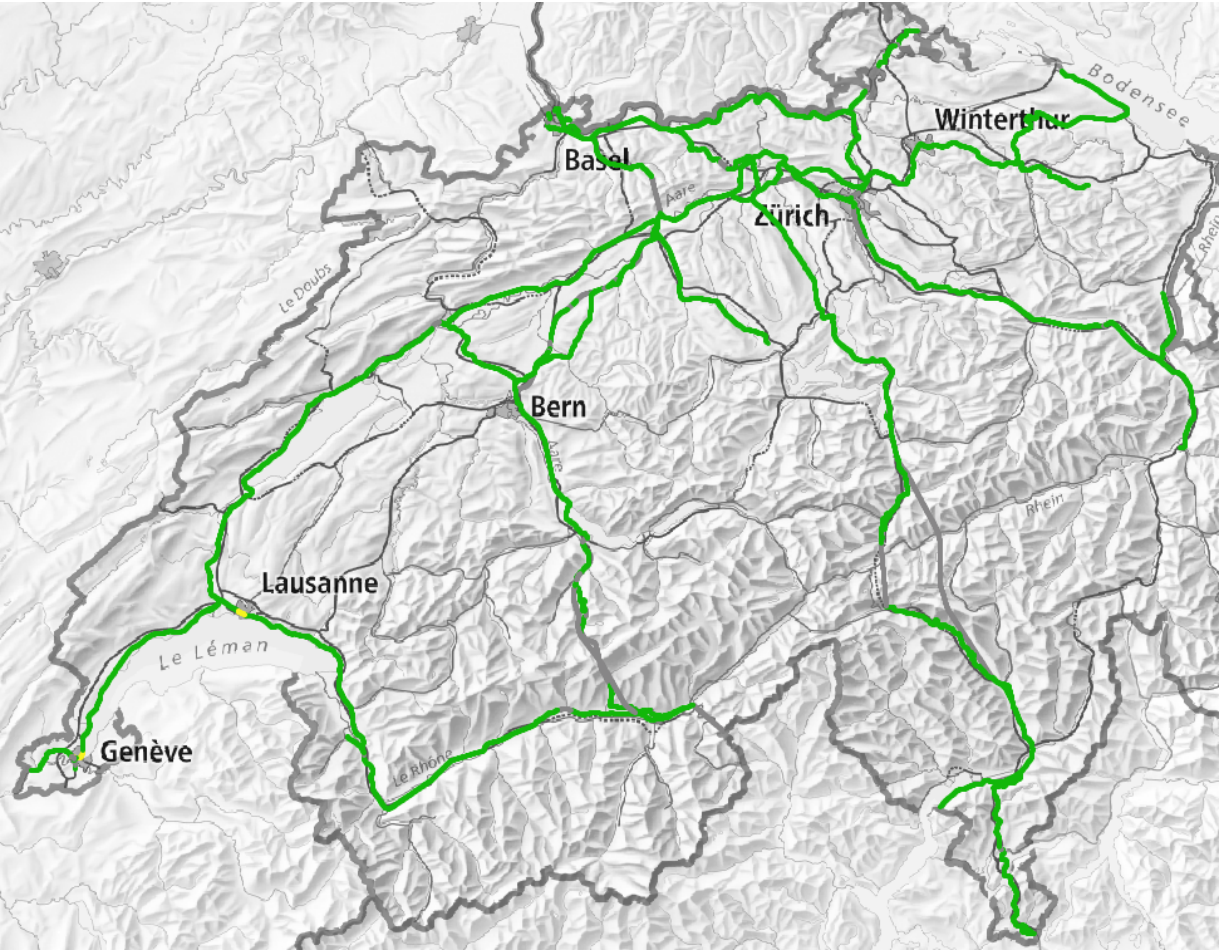 Bodensee
Winterthur
Basel
Aare
Zürich
Rhein
Le Doubs
Bern
Aare
Rhein
Lausanne
Le Léman
Genève
Le Rhône